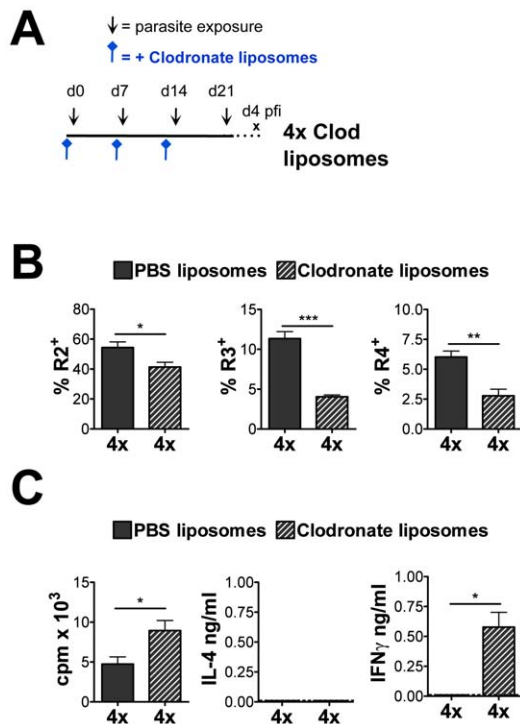 A
= parasite exposure
= + Clodronate liposomes
d0 d7 d14 d21
d4 pfi
x
4x Clod
liposomes
B
PBS liposomes Clodronate liposomes
% R2+
80
60
40
20
0
*
4x 4x
% R3+
15
10
5
0
***
4x 4x
% R4+
10.0
7.5
5.0
2.5
0.0
**
4x 4x
C
PBS liposomes Clodronate liposomes
cpm x 10³
15
10
5
0
*
4x 4x
IL-4 ng/ml
1.00
0.75
0.50
0.25
0.00
4x 4x
IFNγ ng/ml
1.00
0.75
0.50
0.25
0.00
*
4x 4x